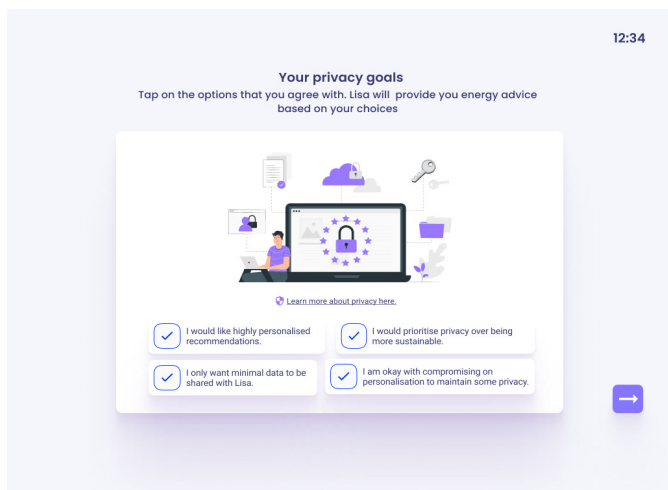 12:34
Your privacy goals
Tap on the options that you agree with. Lisa will provide you energy advice
based on your choices
Learn more about privacy here.
I would like highly personalised
recommendations.
I would prioritise privacy over being
more sustainable.
I only want minimal data to be
shared with Lisa.
I am okay with compromising on
personalisation to maintain some privacy.